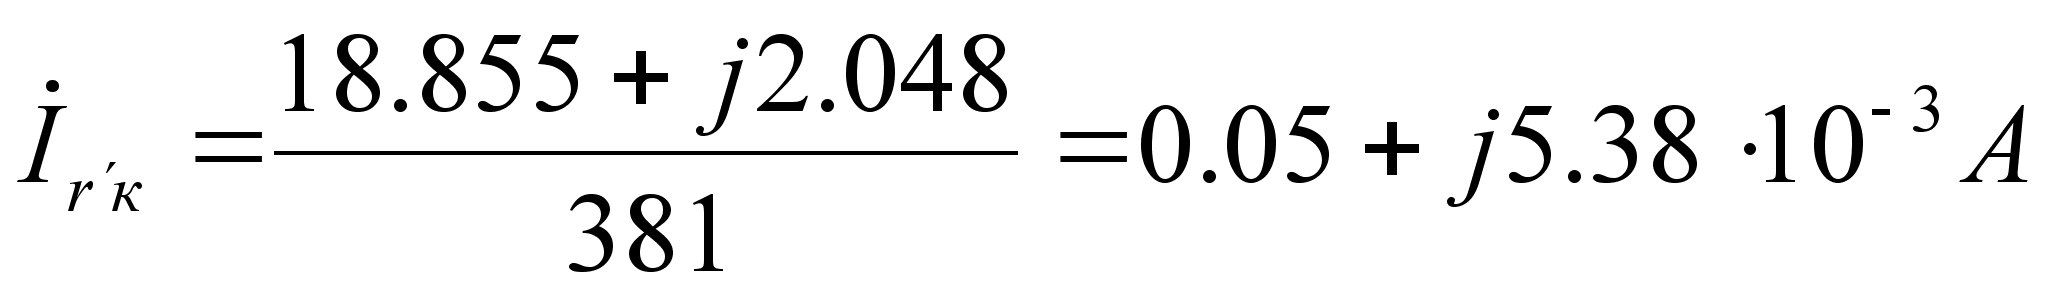 İ r′к = 18.855 + j2.048 / 381 = 0.05 + j5.38 ·10⁻³ A